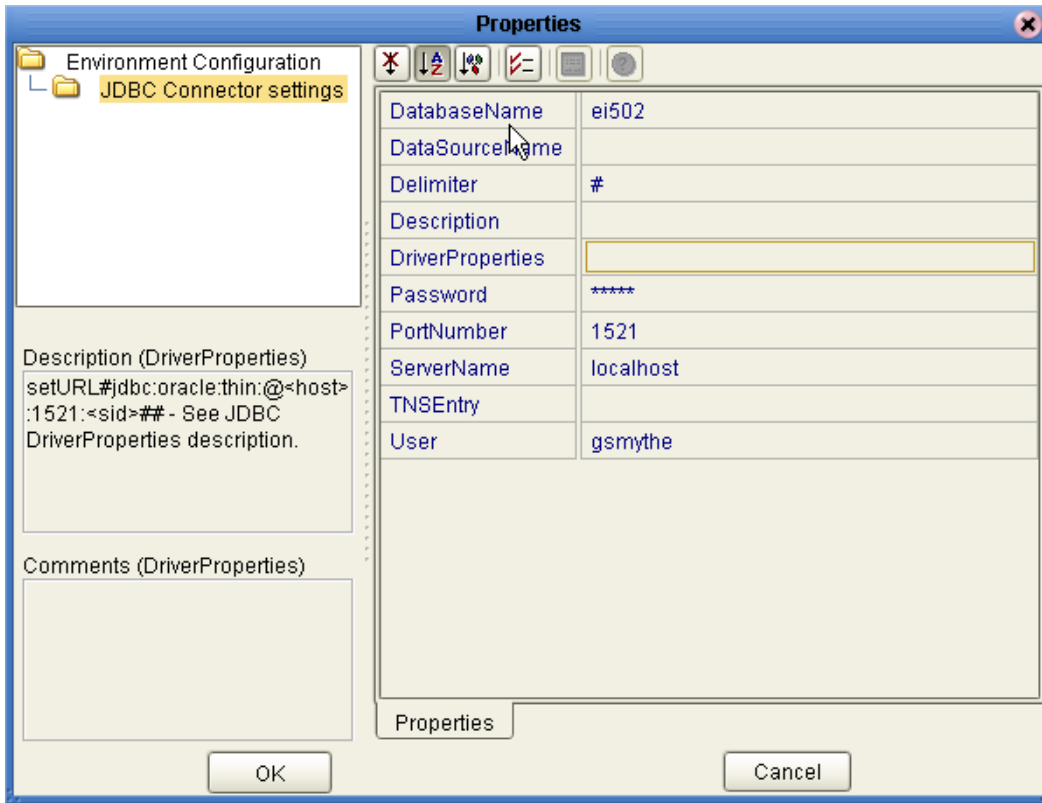 Properties
Environment Configuration
JDBC Connector settings
DatabaseName ei502
DataSourceName
Delimiter #
Description
DriverProperties
Password *****
PortNumber 1521
ServerName localhost
TNSEntry
User gsmythe
Description (DriverProperties)
setURL#jdbc:oracle:thin:@<host>
:1521:<sid>## - See JDBC
DriverProperties description.
Comments (DriverProperties)
Properties
OK
Cancel